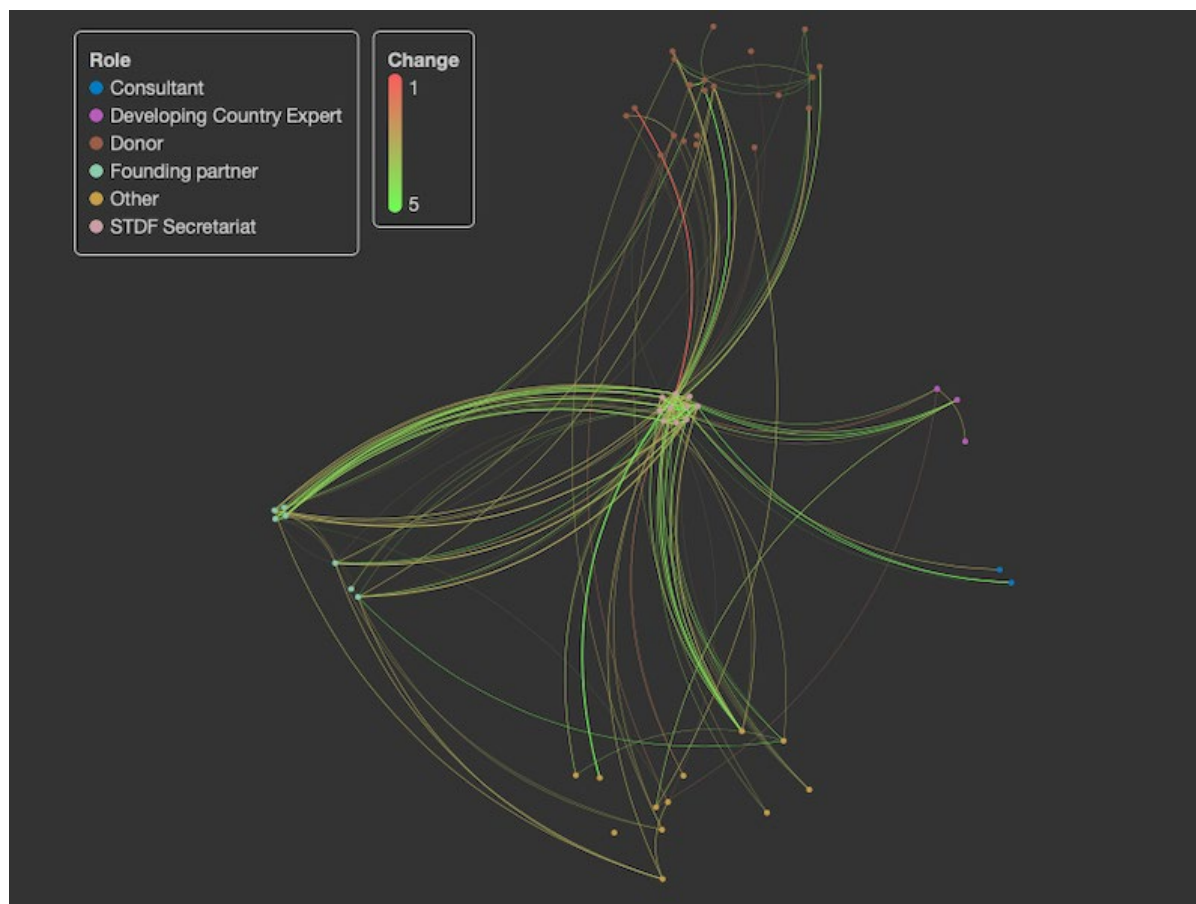 Role
Consultant
Developing Country Expert
Donor
Founding partner
Other
STDF Secretariat
Change
1
5